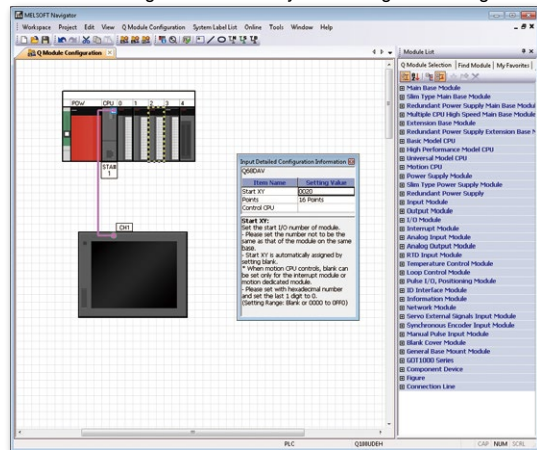 MELSOFT Navigator
Workspace Project Edit View Q Module Configuration System Label List Online Tools Window Help
Q Module Configuration
Module List
Q Module Selection Find Module My Favorites
Main Base Module
Slim Type Main Base Module
Redundant Power Supply Main Base Modul
Multiple CPU High Speed Main Base Module
Extension Base Module
Redundant Power Supply Extension Base M
Basic Model CPU
High Performance Model CPU
Universal Model CPU
Motion CPU
Power Supply Module
Slim Type Power Supply Module
Redundant Power Supply
Input Module
Output Module
I/O Module
Interrupt Module
Analog Input Module
Analog Output Module
RTD Input Module
Temperature Control Module
Loop Control Module
Pulse I/O, Positioning Module
ID Interface Module
Information Module
Network Module
Servo External Signals Input Module
Synchronous Encoder Input Module
Manual Pulse Input Module
Blank Cover Module
General Base Mount Module
GOT1000 Series
Component Device
Figure
Connection Line
POW CPU 0 1 2 3 4
STA#
1
CH1
Input Detailed Configuration Information
Q68DAV
Item Name Setting Value
Start XY 0020
Points 16 Points
Control CPU
Start XY:
Set the start I/O number of module.
- Please set the number not to be the
same as that of the module on the same
base.
- Start XY is automatically assigned by
setting blank.
* When motion CPU controls, blank can
be set only for the interrupt module or
motion dedicated module.
- Please set with hexadecimal number
and set the last 1 digit to 0.
(Setting Range: Blank or 0000 to 0FF0)
PLC Q100UDEH CAP NUM SCRL